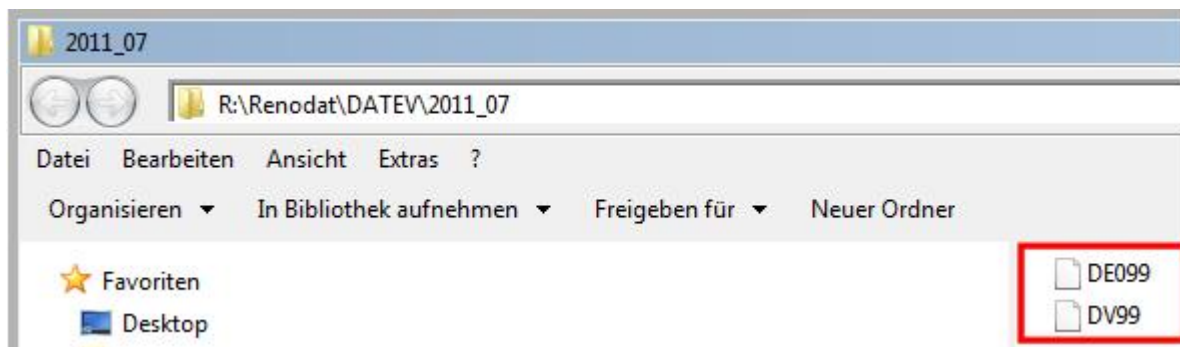 2011_07
R:\Renodat\DATEV\2011_07
Datei Bearbeiten Ansicht Extras ?
Organisieren In Bibliothek aufnehmen Freigeben für Neuer Ordner
Favoriten DE099
Desktop DV99